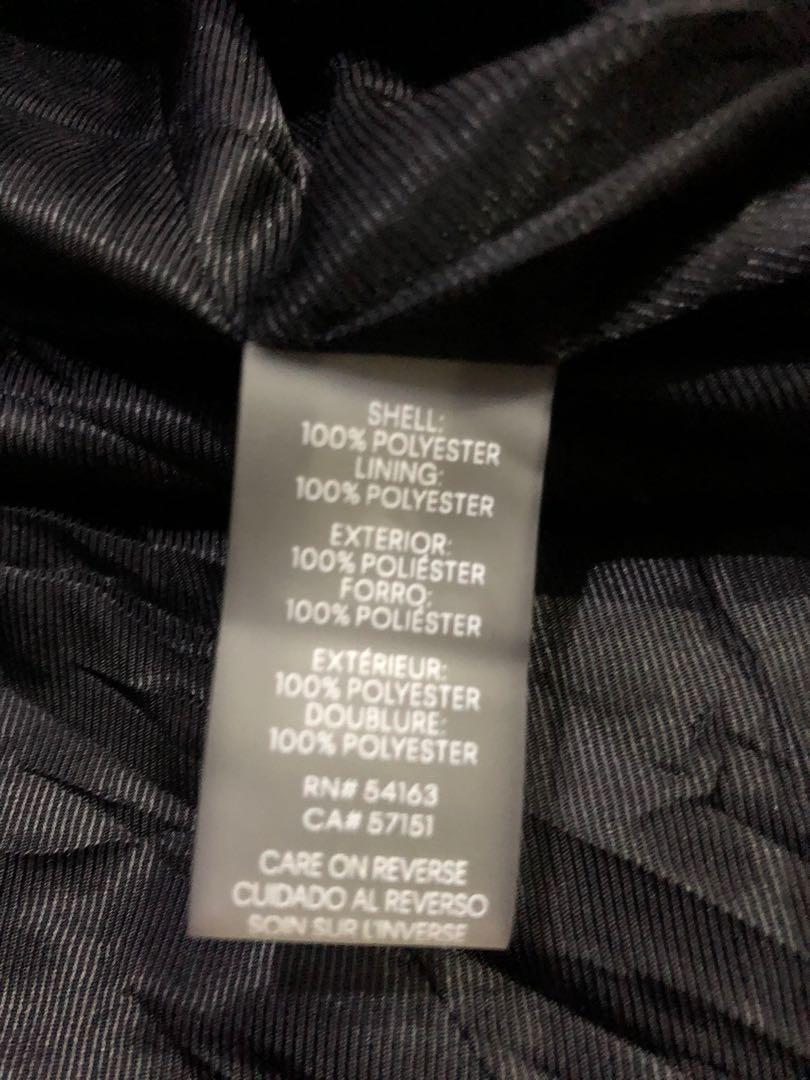 SHELL:
100% POLYESTER
LINING:
100% POLYESTER
EXTERIOR:
100% POLIÉSTER
FORRO:
100% POLIÉSTER
EXTÉRIEUR:
100% POLYESTER
DOUBLURE:
100% POLYESTER
RN# 54163
CA# 57151
CARE ON REVERSE
CUIDADO AL REVERSO
SOIN SUR L'INVERSE